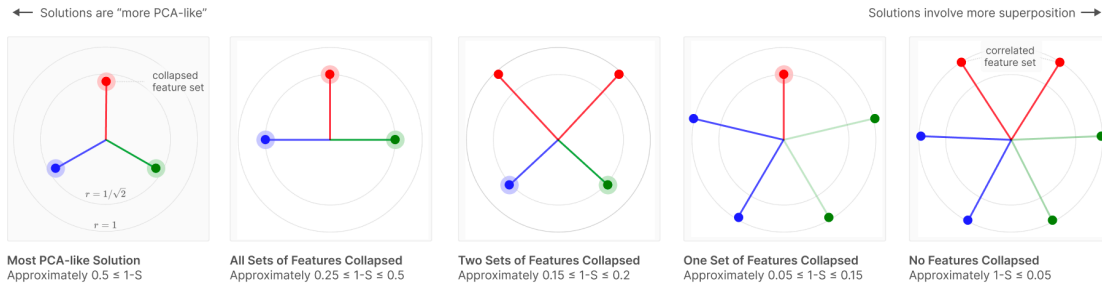 ← Solutions are “more PCA-like”
Solutions involve more superposition →
collapsed
feature set
r = 1/√2
r = 1
correlated
feature set
Most PCA-like Solution
Approximately 0.5 ≤ 1-S
All Sets of Features Collapsed
Approximately 0.25 ≤ 1-S ≤ 0.5
Two Sets of Features Collapsed
Approximately 0.15 ≤ 1-S ≤ 0.2
One Set of Features Collapsed
Approximately 0.05 ≤ 1-S ≤ 0.15
No Features Collapsed
Approximately 1-S ≤ 0.05